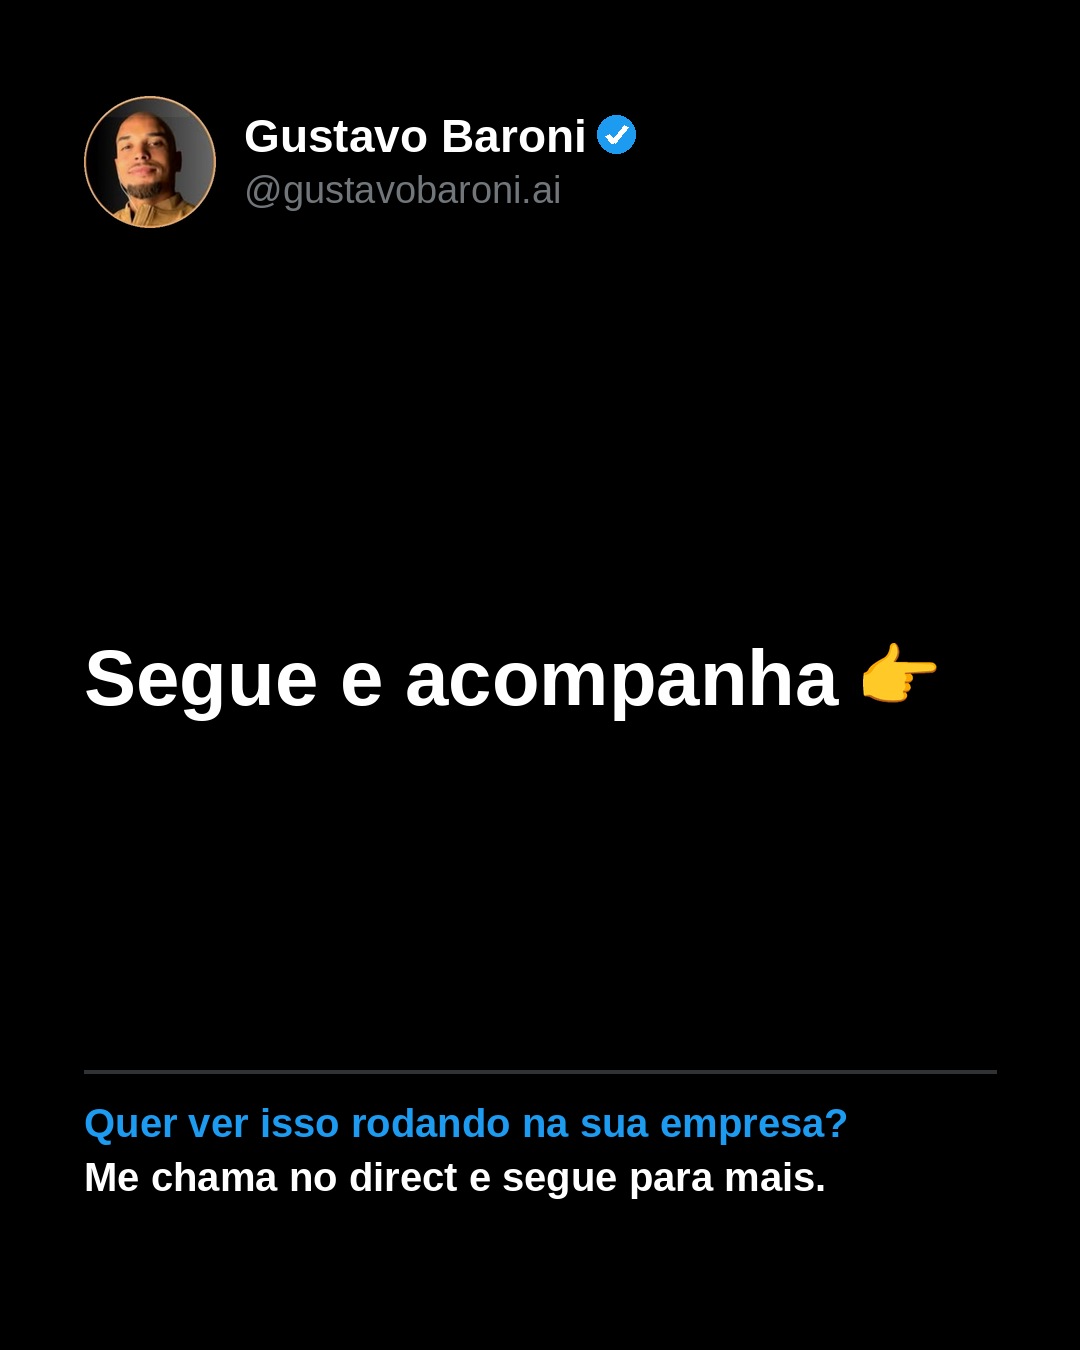 Gustavo Baroni
@gustavobaroni.ai
Segue e acompanha 👉
Quer ver isso rodando na sua empresa?
Me chama no direct e segue para mais.